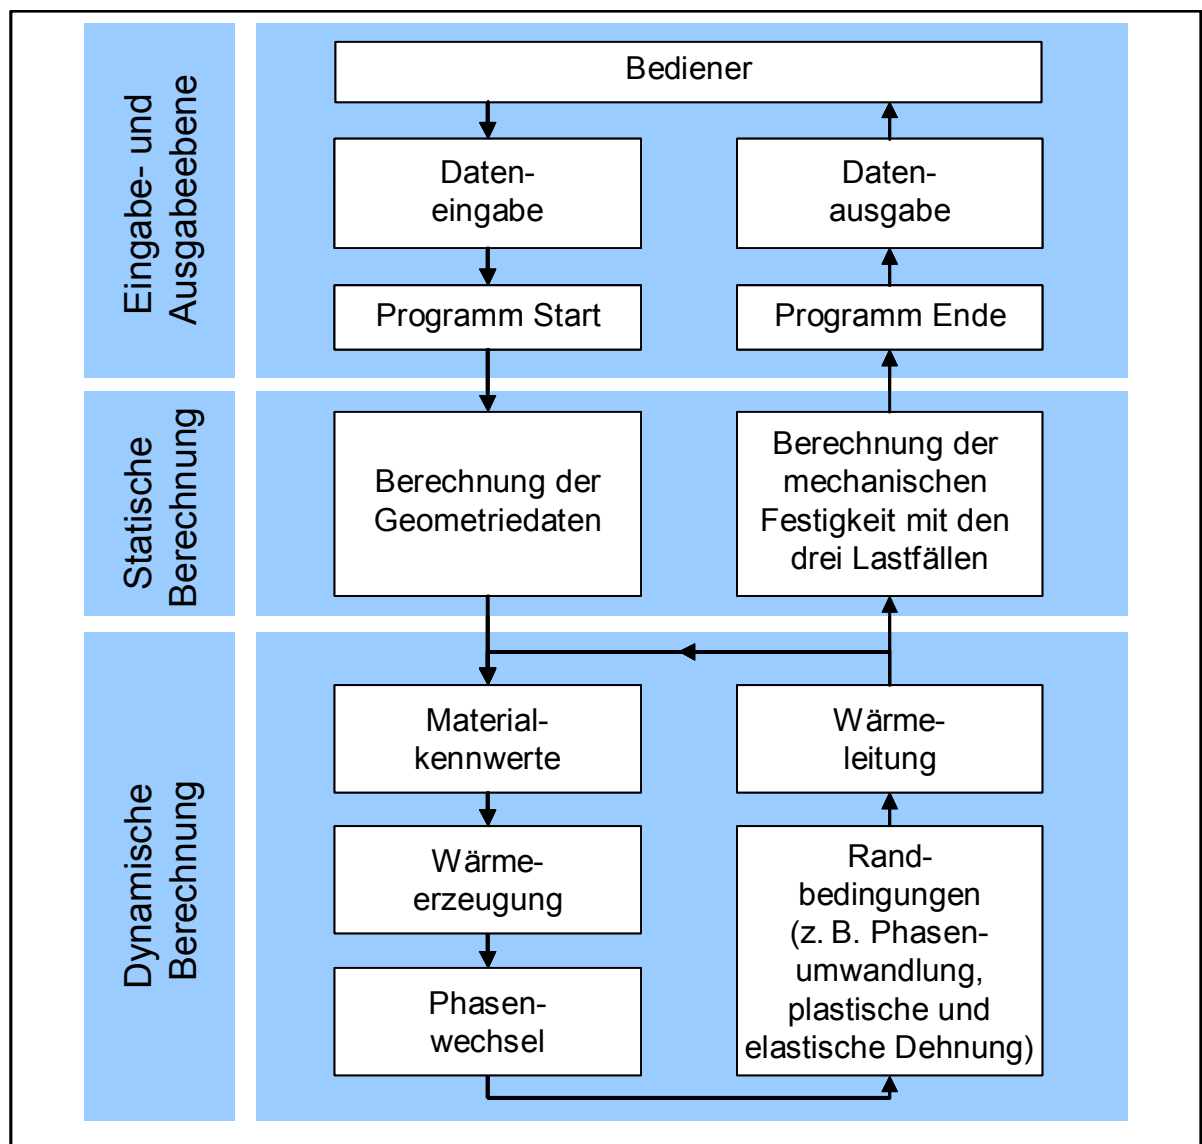 Eingabe- und
Ausgabeebene
Bediener
Daten-
eingabe
Daten-
ausgabe
Programm Start
Programm Ende
Statische
Berechnung
Berechnung der
Geometriedaten
Berechnung der
mechanischen
Festigkeit mit den
drei Lastfällen
Dynamische
Berechnung
Material-
kennwerte
Wärme-
leitung
Wärme-
erzeugung
Rand-
bedingungen
(z. B. Phasen-
umwandlung,
plastische und
elastische Dehnung)
Phasen-
wechsel